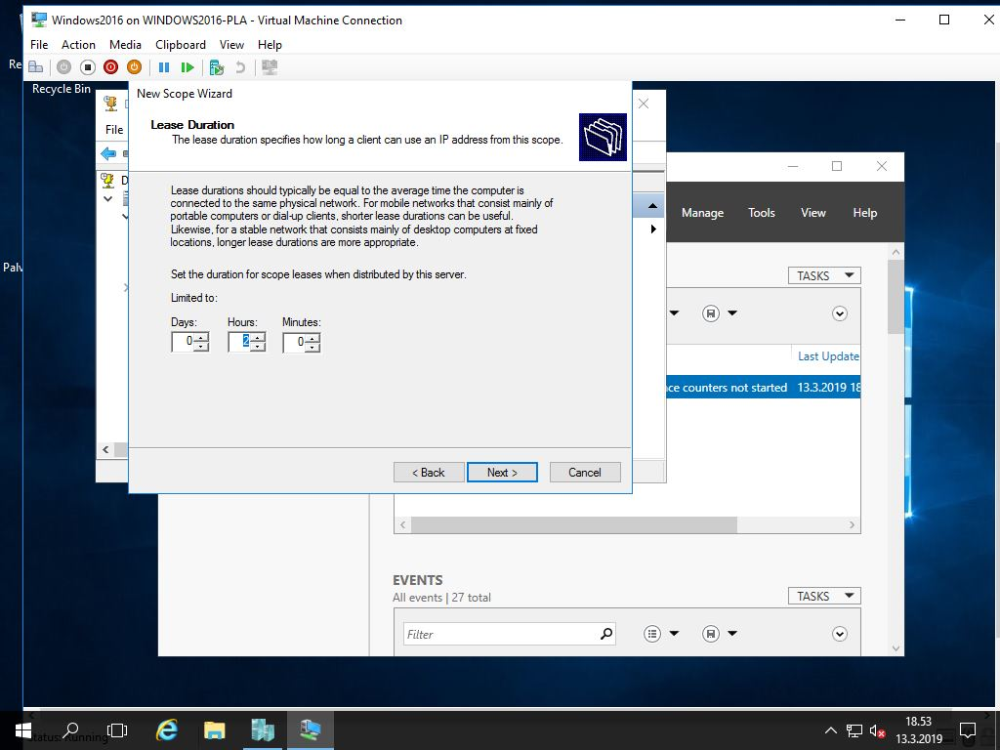 Windows2016 on WINDOWS2016-PLA - Virtual Machine Connection
File Action Media Clipboard View Help
Re
Recycle Bin
New Scope Wizard
Lease Duration
The lease duration specifies how long a client can use an IP address from this scope.
File
D
Lease durations should typically be equal to the average time the computer is
connected to the same physical network. For mobile networks that consist mainly of
portable computers or dial-up clients, shorter lease durations can be useful.
Likewise, for a stable network that consists mainly of desktop computers at fixed
locations, longer lease durations are more appropriate.
Manage Tools View Help
Palv
Set the duration for scope leases when distributed by this server.
TASKS
Limited to:
Days: Hours: Minutes:
0 2 0
Last Update
ce counters not started 13.3.2019 18
< Back Next > Cancel
EVENTS
All events | 27 total
TASKS
Filter
Status: Running
18.53
13.3.2019